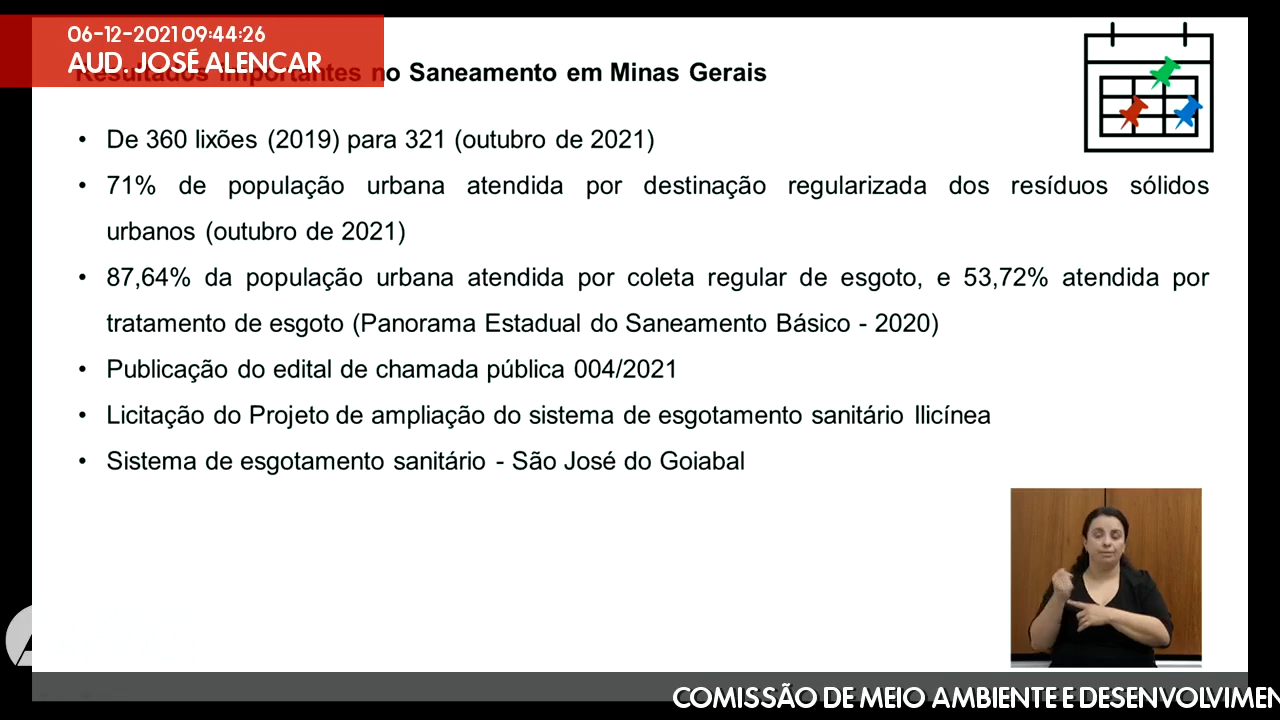 06-12-2021 09:44:26
AUD. JOSÉ ALENCAR
Resultados Importantes no Saneamento em Minas Gerais
• De 360 lixões (2019) para 321 (outubro de 2021)
• 71% de população urbana atendida por destinação regularizada dos resíduos sólidos
urbanos (outubro de 2021)
• 87,64% da população urbana atendida por coleta regular de esgoto, e 53,72% atendida por
tratamento de esgoto (Panorama Estadual do Saneamento Básico - 2020)
• Publicação do edital de chamada pública 004/2021
• Licitação do Projeto de ampliação do sistema de esgotamento sanitário Ilicínea
• Sistema de esgotamento sanitário - São José do Goiabal
COMISSÃO DE MEIO AMBIENTE E DESENVOLVIMEN